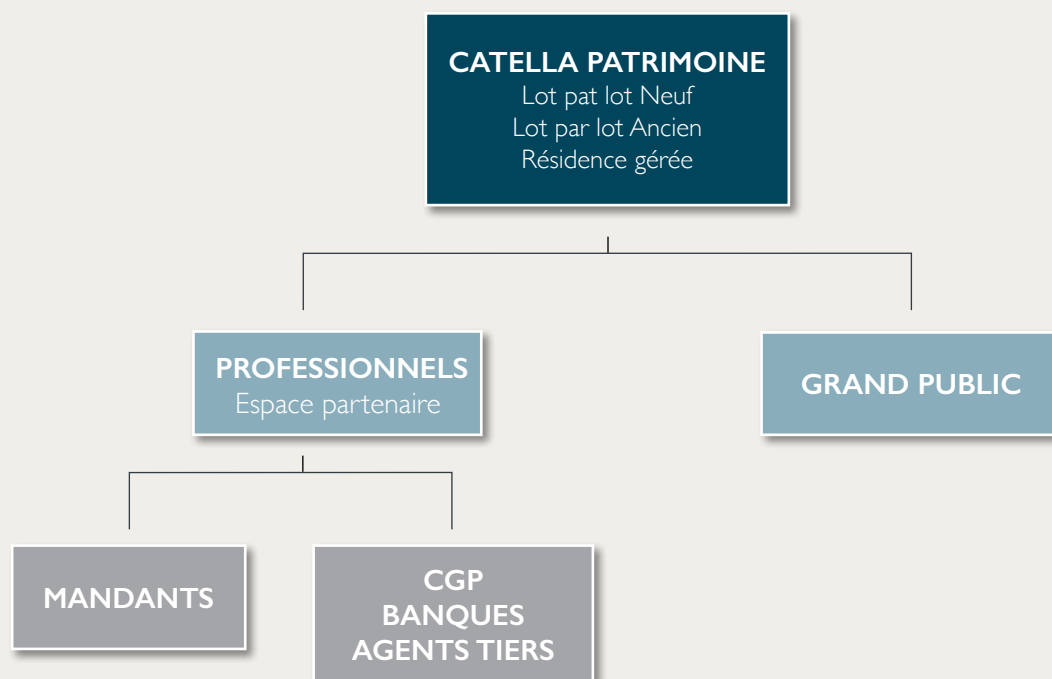 CATELLA PATRIMOINE
Lot pat lot Neuf
Lot par lot Ancien
Résidence gérée
PROFESSIONNELS
Espace partenaire
GRAND PUBLIC
MANDANTS
CGP
BANQUES
AGENTS TIERS